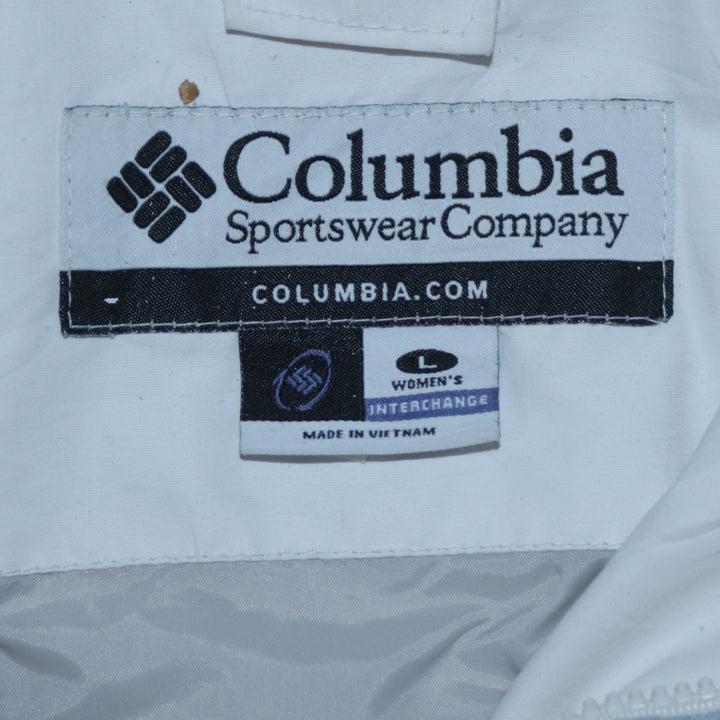 Columbia
Sportswear Company
COLUMBIA.COM
L
WOMEN'S
INTERCHANGE
MADE IN VIETNAM